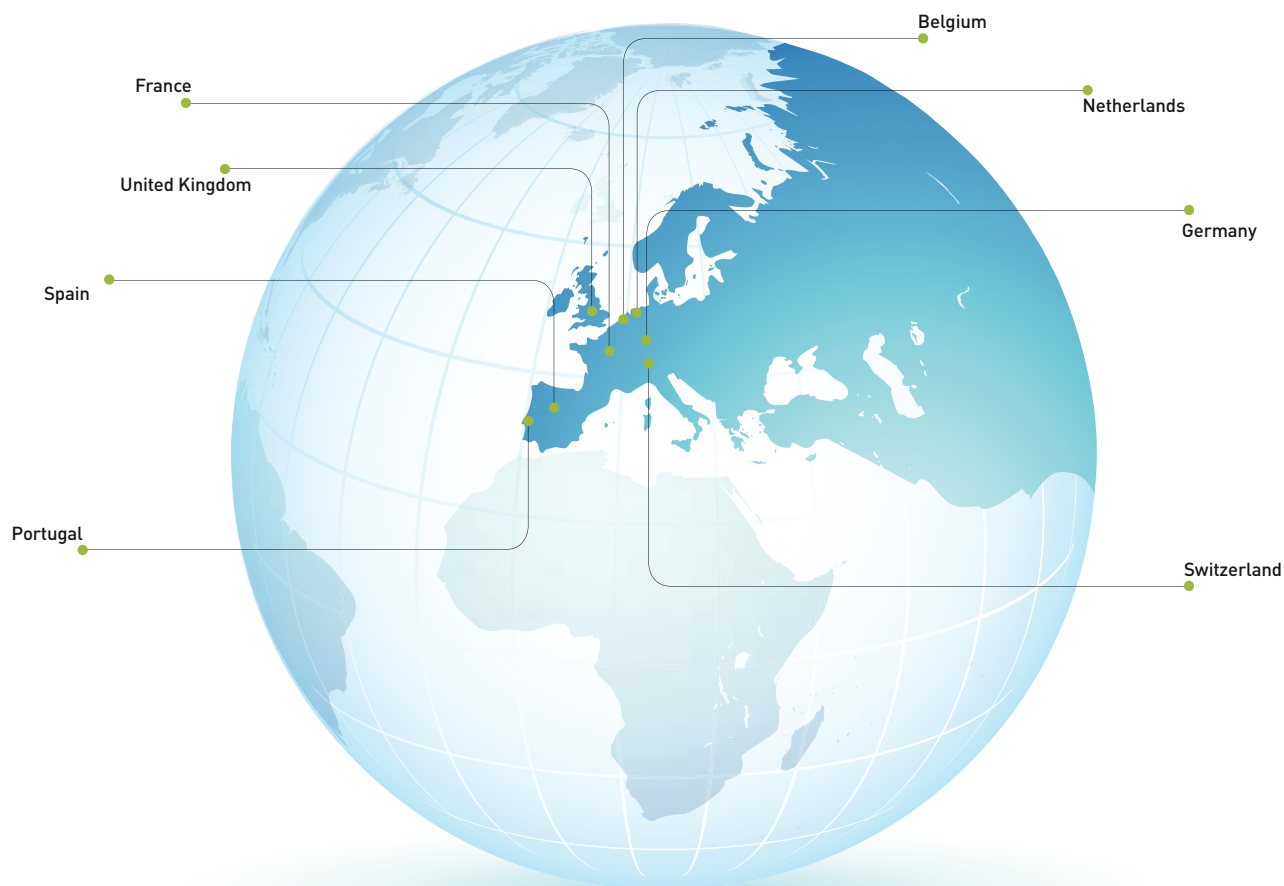 Belgium
France
Netherlands
United Kingdom
Germany
Spain
Portugal
Switzerland